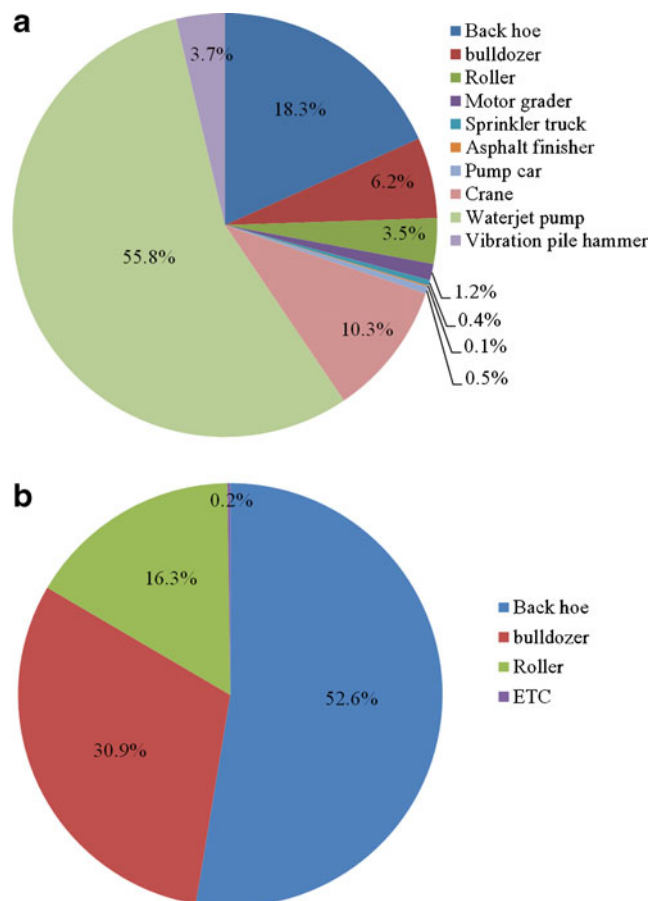 a
3.7%
18.3%
6.2%
3.5%
55.8%
10.3%
1.2%
0.4%
0.1%
0.5%
Back hoe
bulldozer
Roller
Motor grader
Sprinkler truck
Asphalt finisher
Pump car
Crane
Waterjet pump
Vibration pile hammer
b
0.2%
16.3%
52.6%
30.9%
Back hoe
bulldozer
Roller
ETC